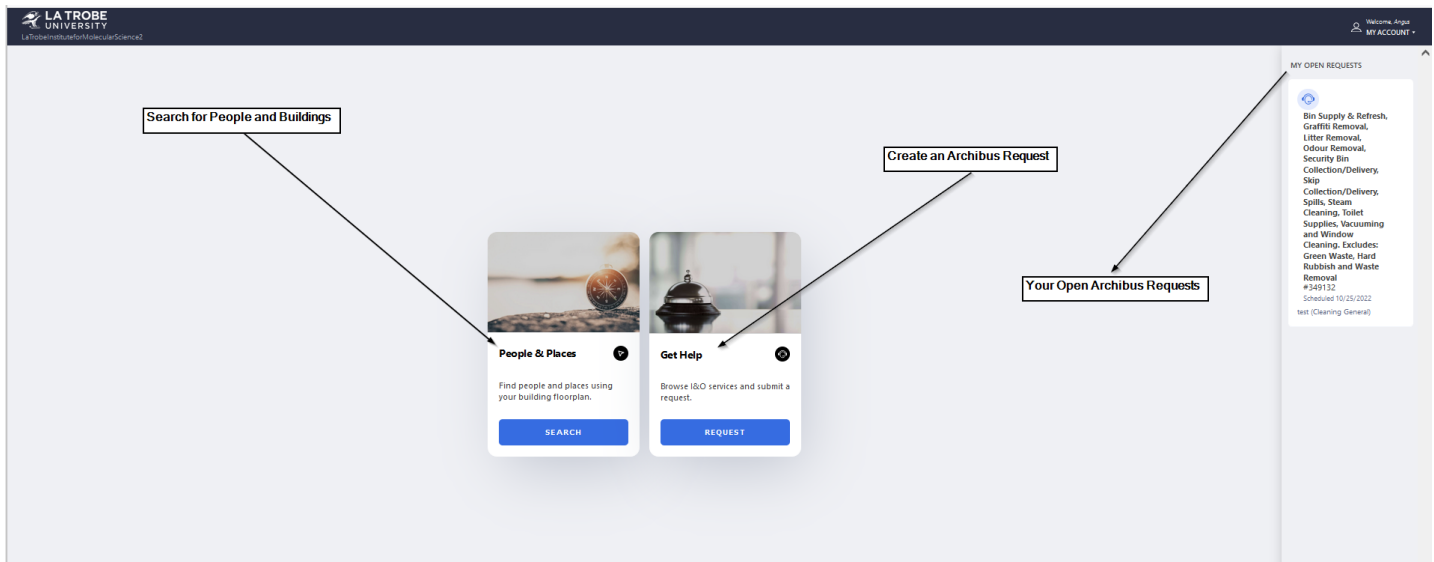 LA TROBE
UNIVERSITY
LaTrobeInstituteforMolecularScience2
Welcome, Angus
MY ACCOUNT
MY OPEN REQUESTS
Search for People and Buildings
Create an Archibus Request
Your Open Archibus Requests
People & Places
Find people and places using
your building floorplan.
SEARCH
Get Help
Browse I&O services and submit a
request.
REQUEST
Bin Supply & Refresh,
Graffiti Removal,
Litter Removal,
Odour Removal,
Security Bin
Collection/Delivery,
Skip
Collection/Delivery,
Spills, Steam
Cleaning, Toilet
Supplies, Vacuuming
and Window
Cleaning. Excludes:
Green Waste, Hard
Rubbish and Waste
Removal
#349132
Scheduled 10/25/2022
test (Cleaning General)